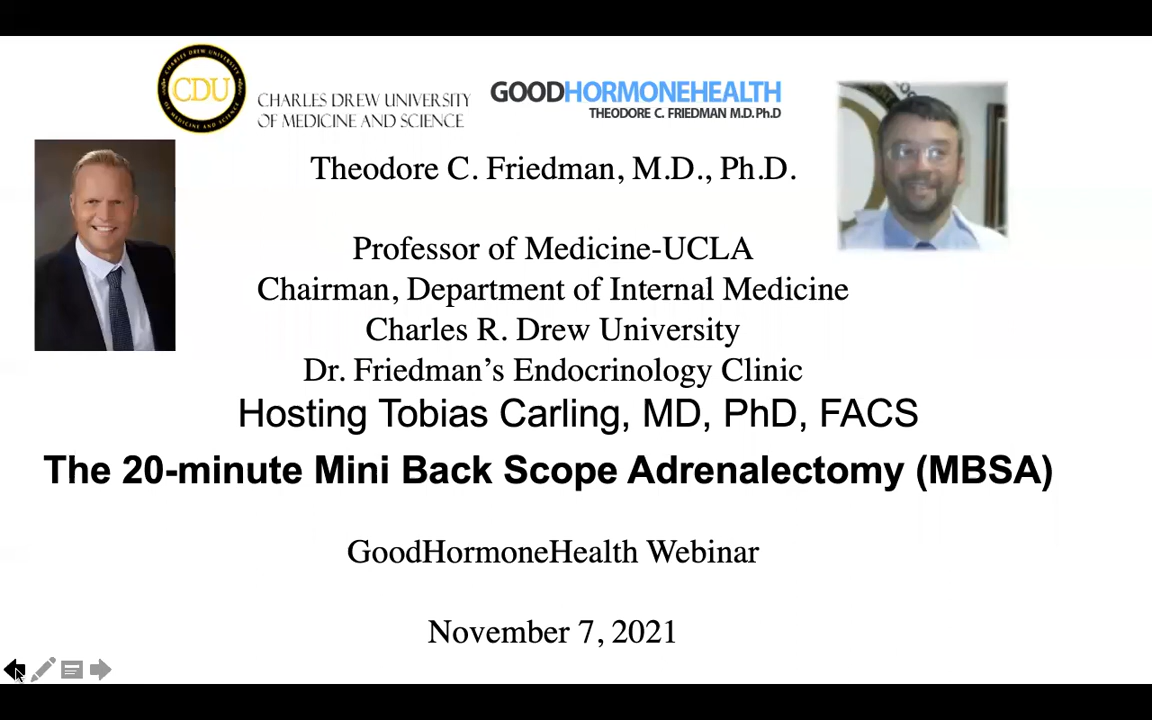 CDU
CHARLES DREW UNIVERSITY
OF MEDICINE AND SCIENCE
GOODHORMONEHEALTH
THEODORE C. FRIEDMAN M.D.Ph.D
Theodore C. Friedman, M.D., Ph.D.
Professor of Medicine-UCLA
Chairman, Department of Internal Medicine
Charles R. Drew University
Dr. Friedman’s Endocrinology Clinic
Hosting Tobias Carling, MD, PhD, FACS
The 20-minute Mini Back Scope Adrenalectomy (MBSA)
GoodHormoneHealth Webinar
November 7, 2021